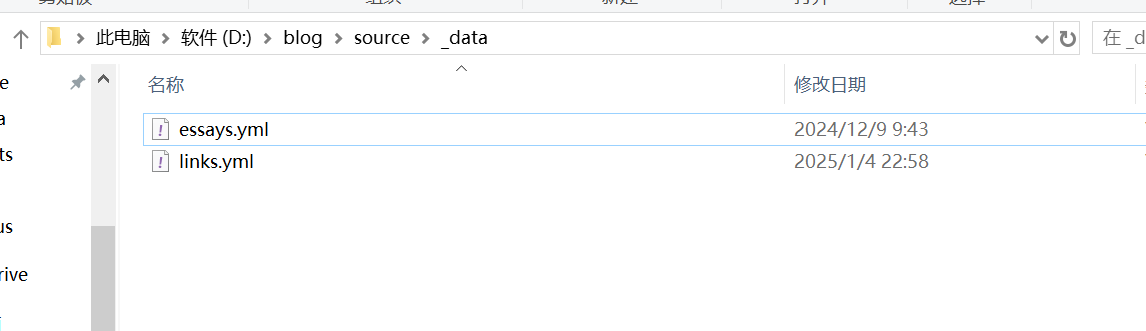 此电脑 软件 (D:) blog source _data
在 _d
名称 修改日期
essays.yml 2024/12/9 9:43
links.yml 2025/1/4 22:58
ts
us
rive